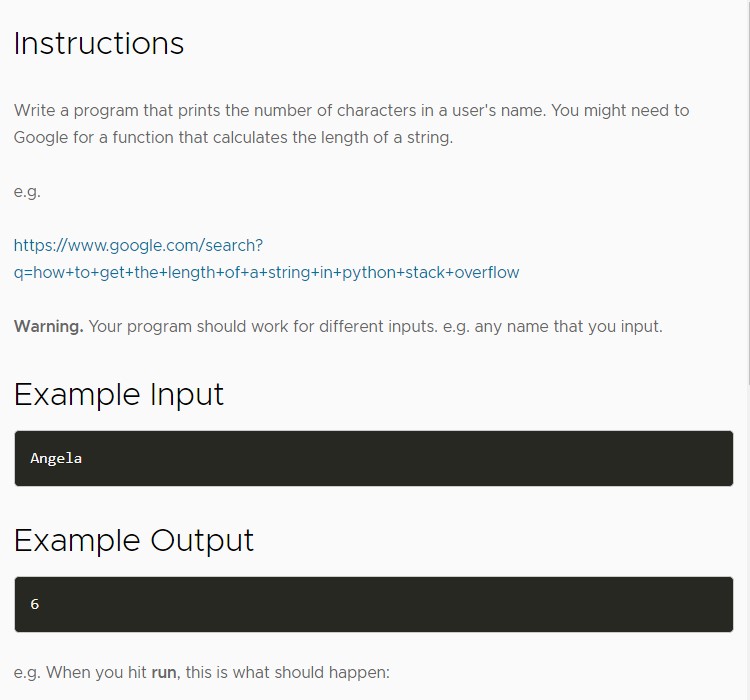 Instructions
Write a program that prints the number of characters in a user's name. You might need to
Google for a function that calculates the length of a string.
e.g.
https://www.google.com/search?
q=how+to+get+the+length+of+a+string+in+python+stack+overflow
Warning. Your program should work for different inputs. e.g. any name that you input.
Example Input
Angela
Example Output
6
e.g. When you hit run, this is what should happen: